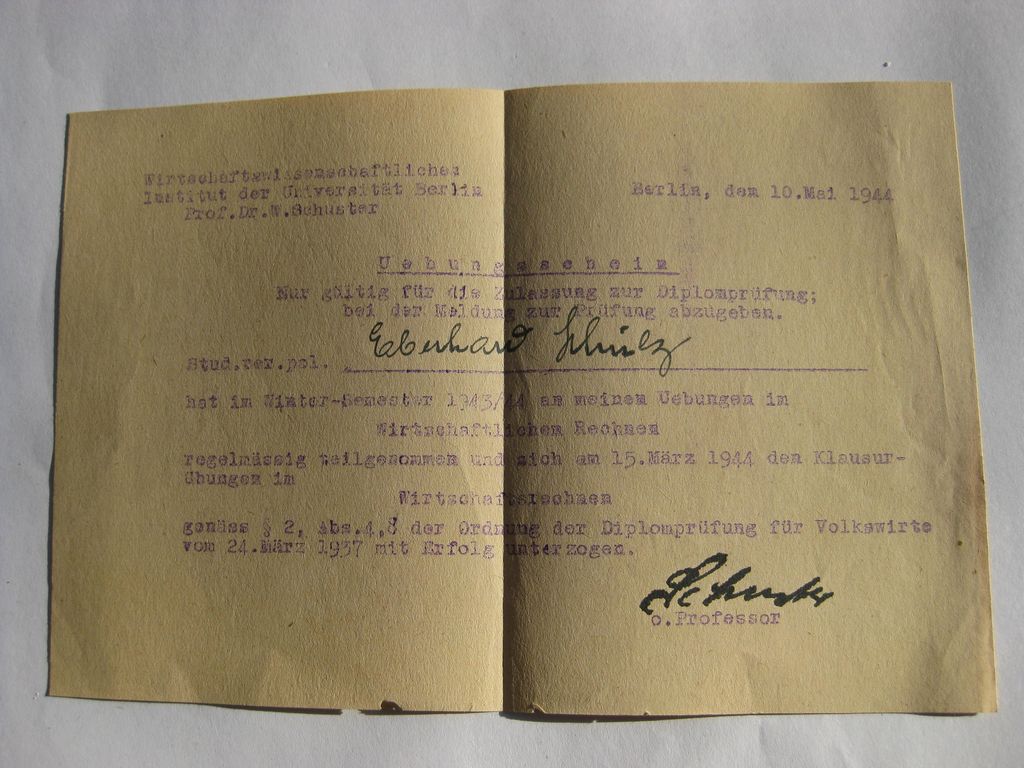 Wirtschaftswissenschaftliches
Institut der Universität Berlin
Prof.Dr.W.Schuster
Berlin, den 10.Mai 1944
Uebungsschein
Nur gültig für die Zulassung zur Diplomprüfung;
bei der Meldung zur Prüfung abzugeben.
Stud.rer.pol. Eberhard Schulz
hat im Winter-Semester 1943/44 an meinen Uebungen im
Wirtschaftlichen Rechnen
regelmässig teilgenommen und sich am 15.März 1944 den Klausur-
übungen im
Wirtschaftsrechnen
gemäss § 2, Abs.4,8 der Ordnung der Diplomprüfung für Volkswirte
vom 24.März 1937 mit Erfolg unterzogen.
Schuster
o.Professor